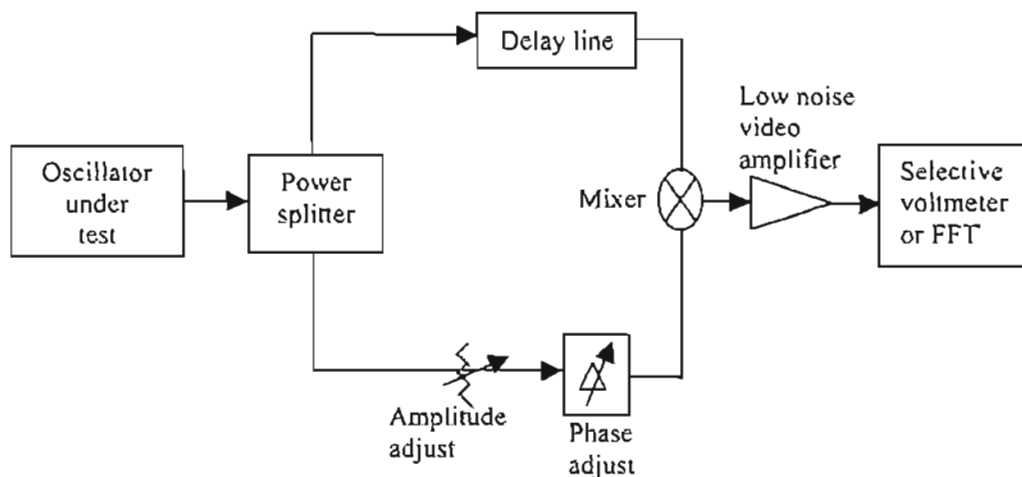 Delay line
Low noise
video
amplifier
Oscillator
under
test
Power
splitter
Mixer
Selective
voltmeter
or FFT
Amplitude
adjust
Phase
adjust